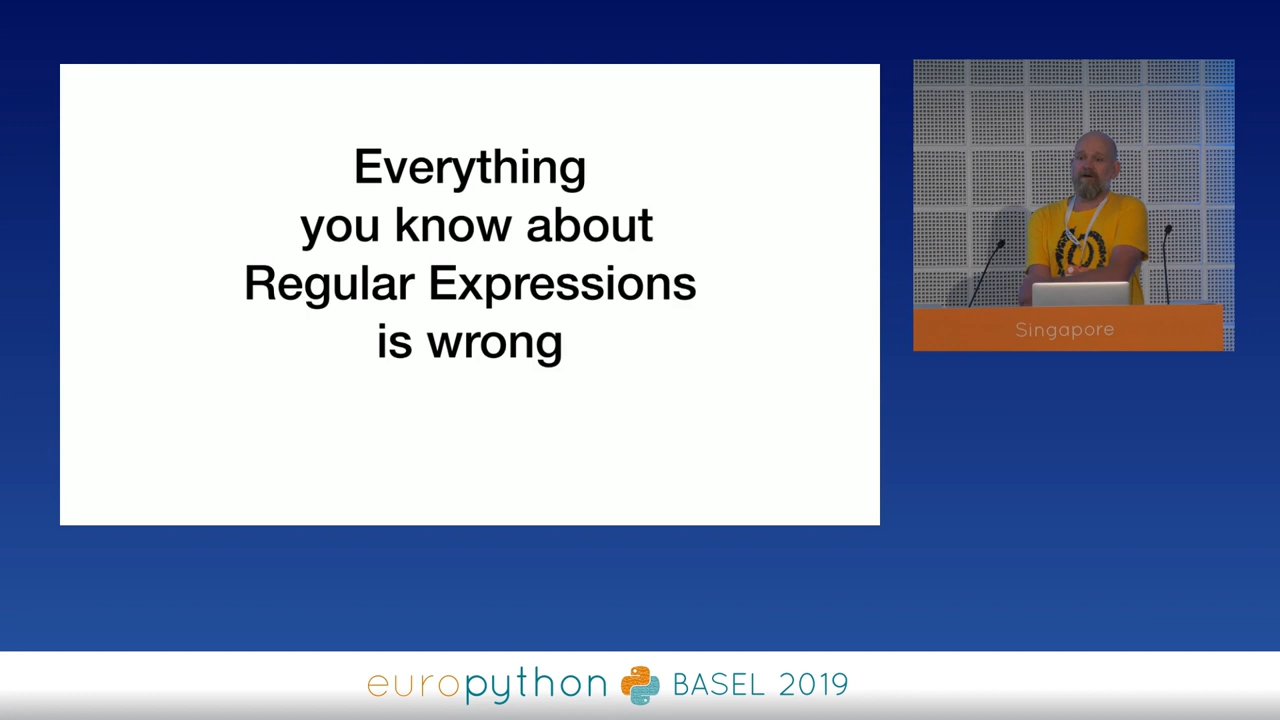 Everything
you know about
Regular Expressions
is wrong
Singapore
europython BASEL 2019